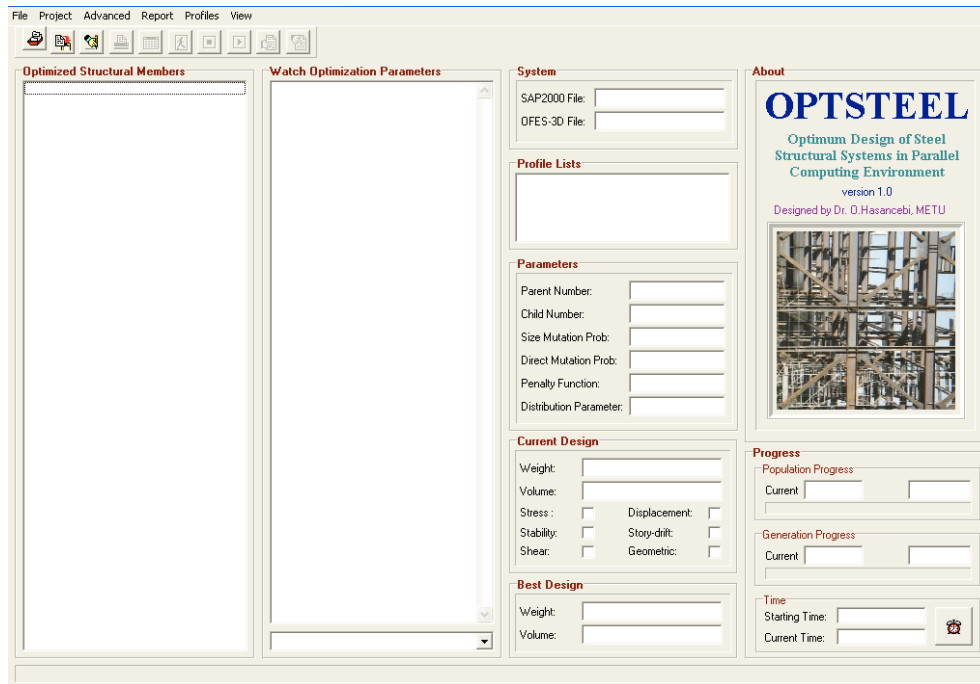 File Project Advanced Report Profiles View
Optimized Structural Members
Watch Optimization Parameters
System
SAP2000 File:
OFES-3D File:
Profile Lists
Parameters
Parent Number:
Child Number:
Size Mutation Prob:
Direct Mutation Prob:
Penalty Function:
Distribution Parameter:
Current Design
Weight:
Volume:
Stress : Displacement:
Stability: Story-drift:
Shear: Geometric:
Best Design
Weight:
Volume:
About
OPTSTEEL
Optimum Design of Steel
Structural Systems in Parallel
Computing Environment
version 1.0
Designed by Dr. O.Hasancebi, METU
Progress
Population Progress
Current
Generation Progress
Current
Time
Starting Time:
Current Time: